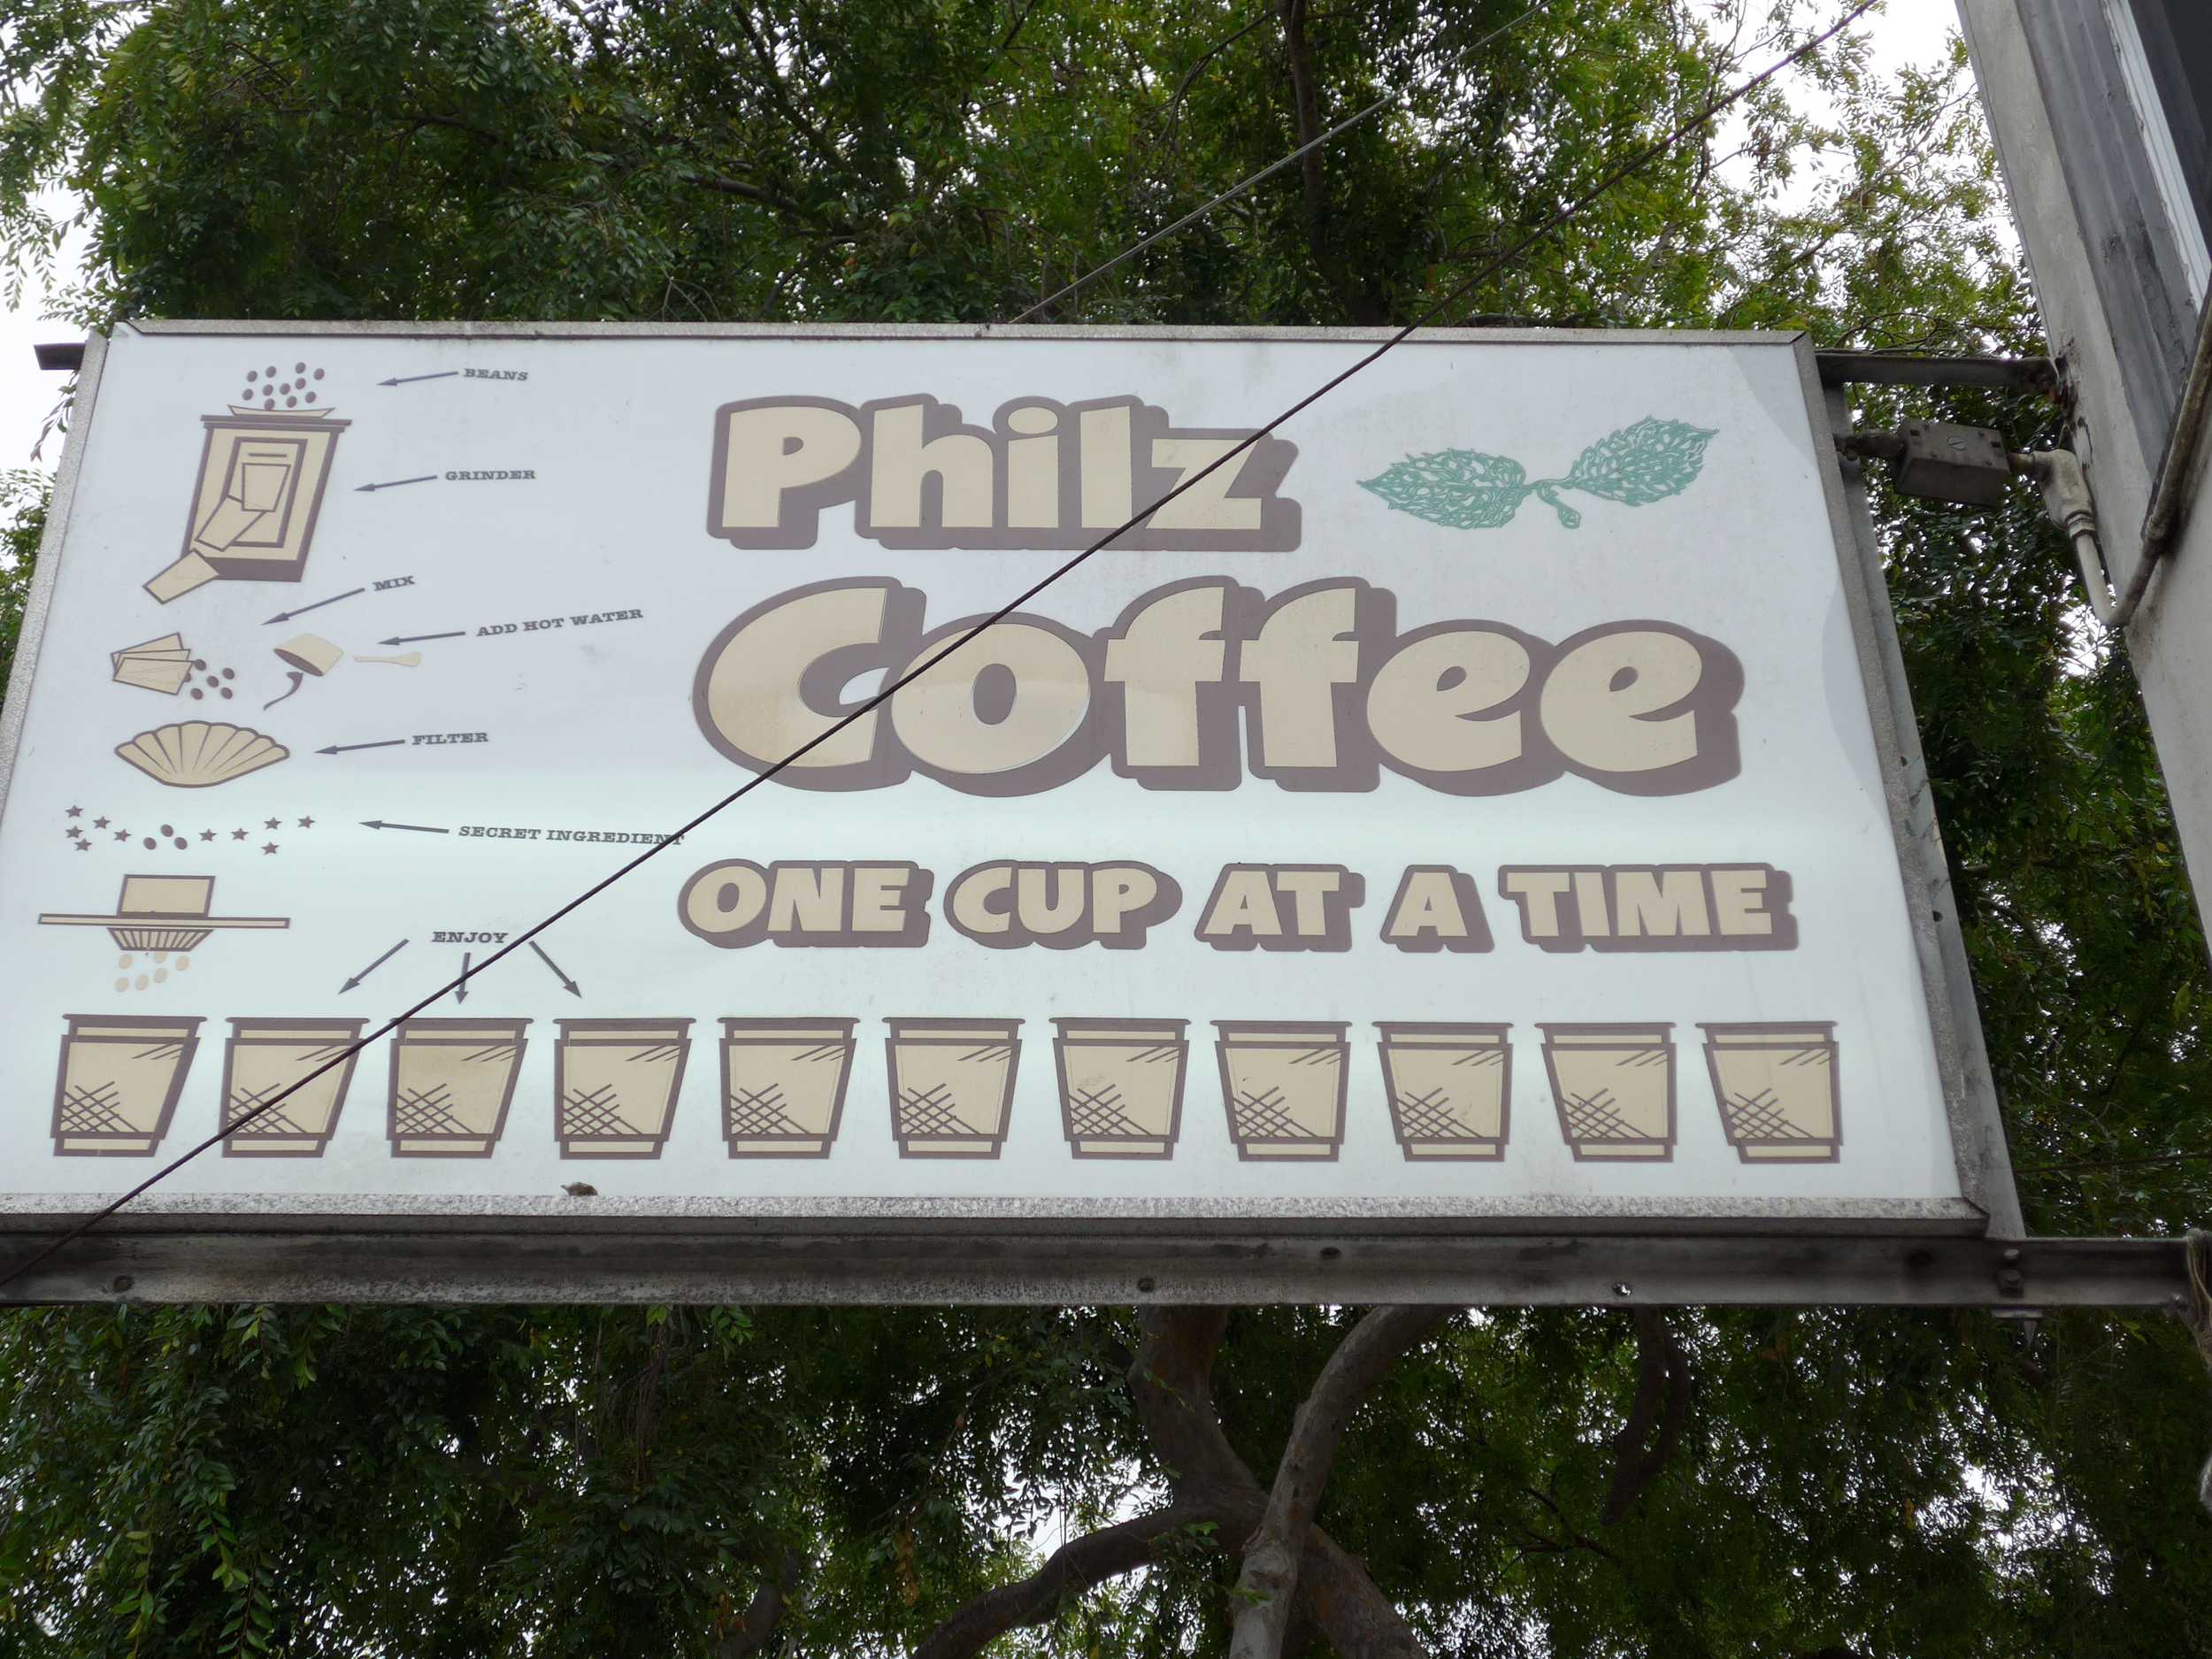 BEANS
GRINDER
MIX
ADD HOT WATER
FILTER
SECRET INGREDIENT
ENJOY
Philz
Coffee
ONE CUP AT A TIME